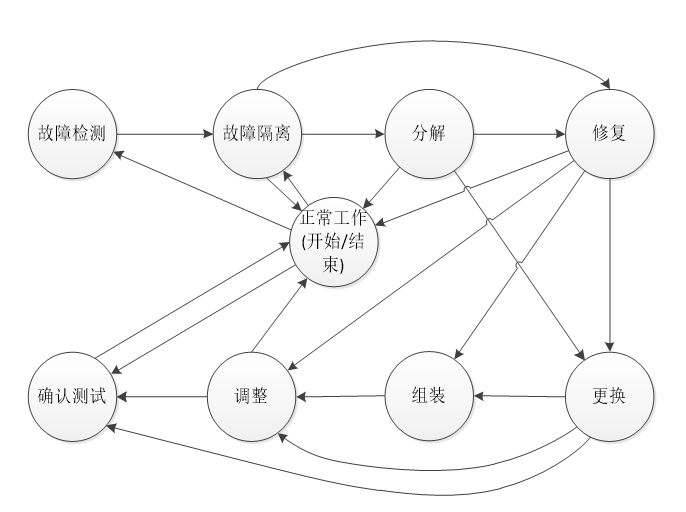 故障检测
故障隔离
分解
修复
正常工作
(开始/结
束)
确认测试
调整
组装
更换